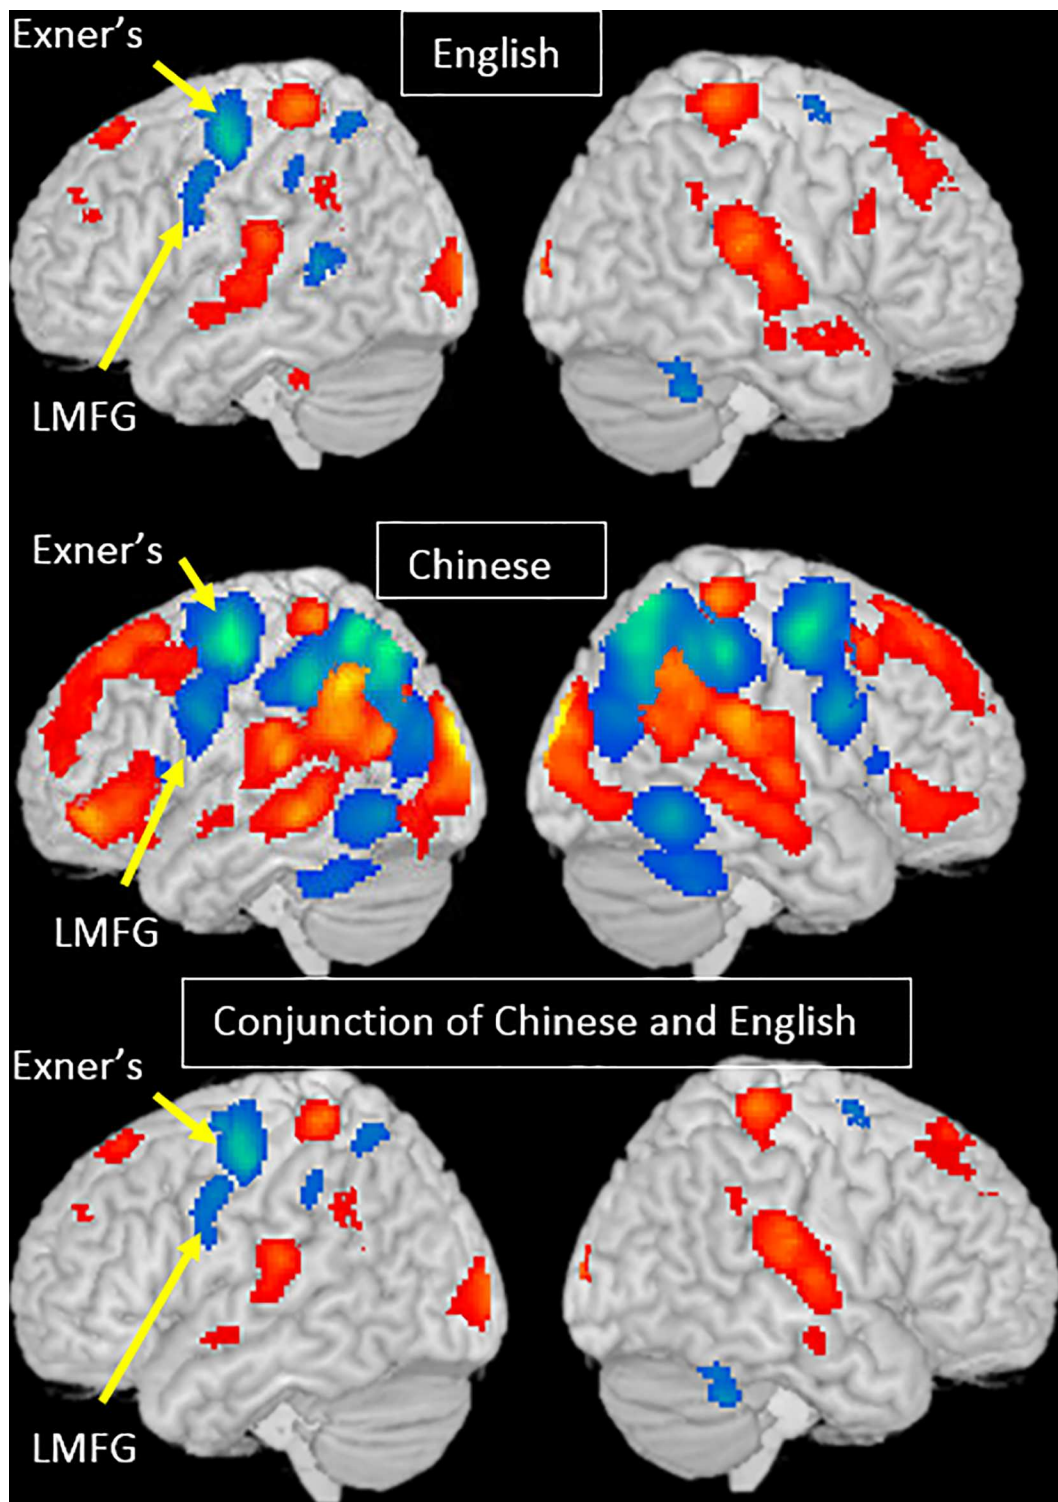 Exner’s
English
LMFG
Exner’s
Chinese
LMFG
Conjunction of Chinese and English
Exner’s
LMFG